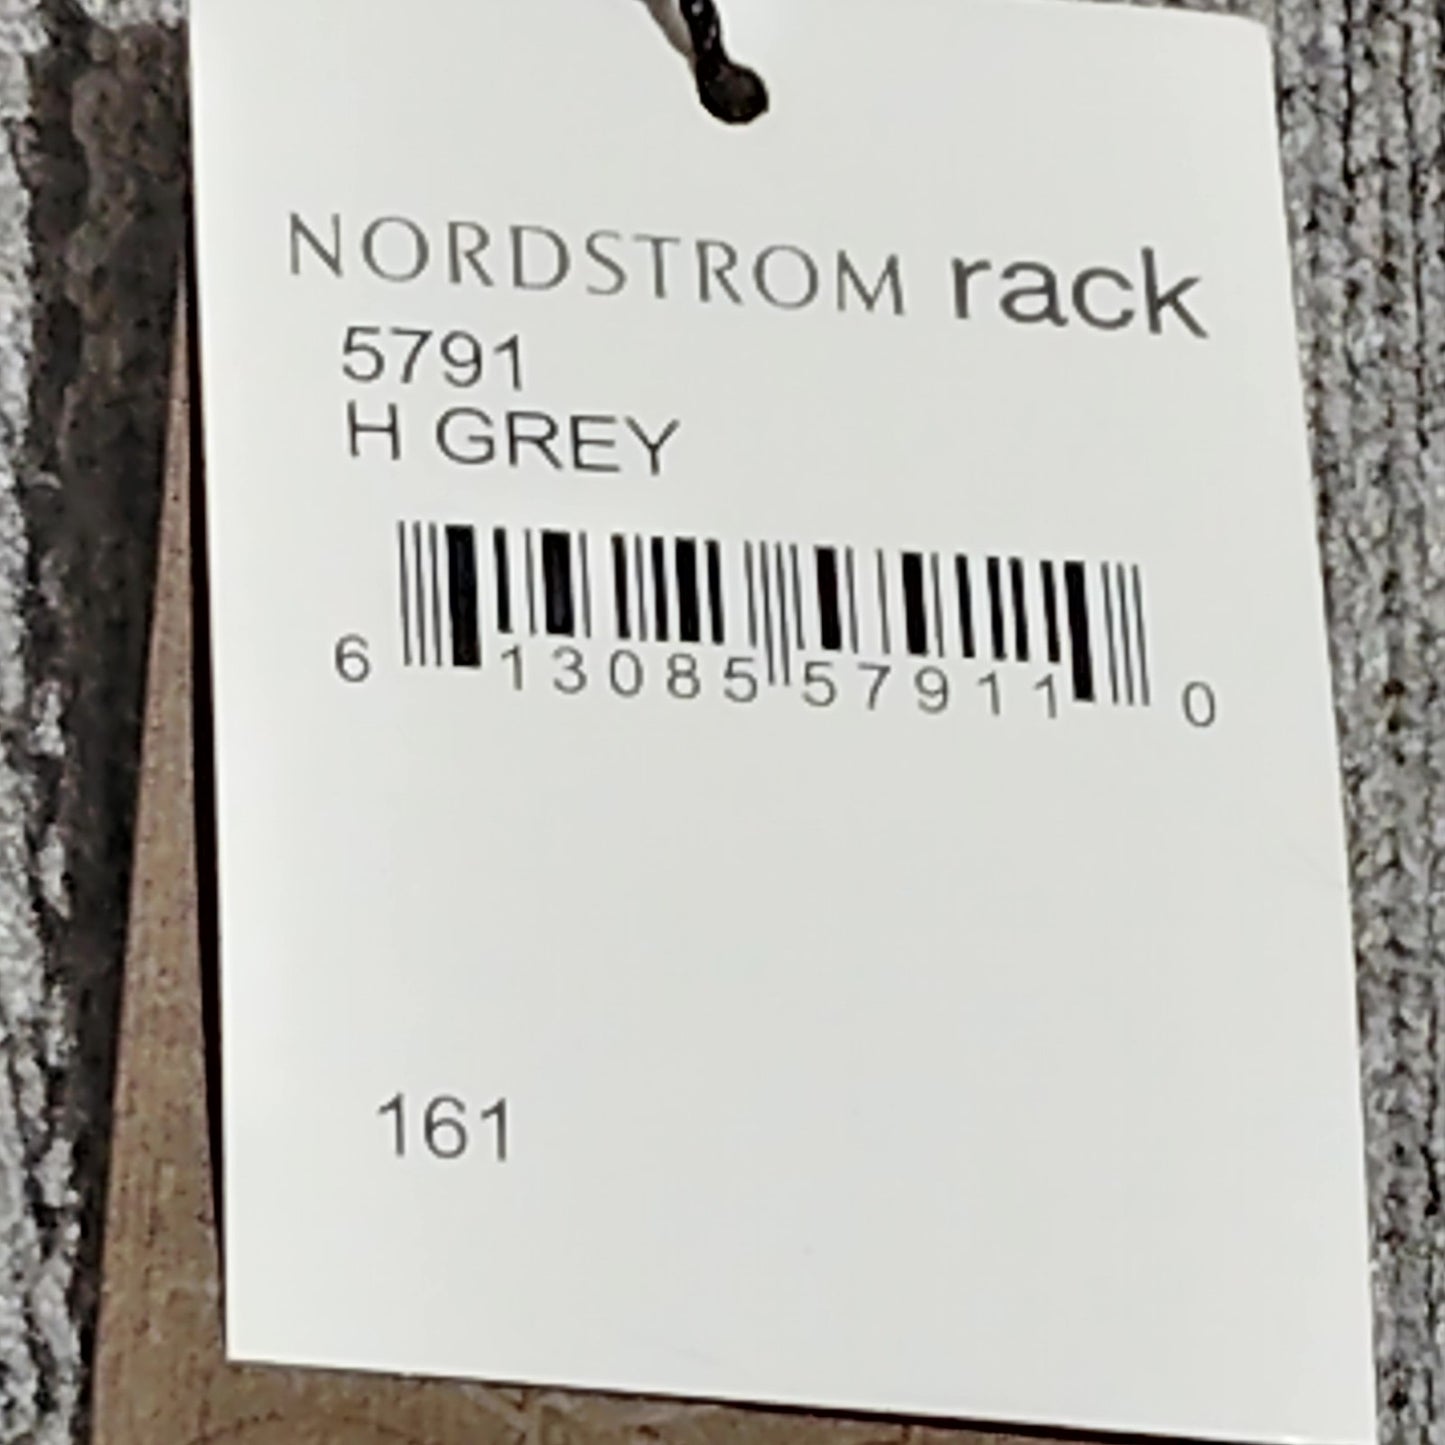 NORDSTROM rack
5791
H GREY
6 13085 57911 0
161